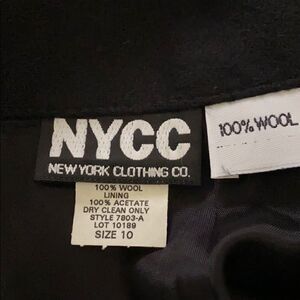 NYCC
NEW YORK CLOTHING CO.
100% WOOL
100% WOOL
LINING
100% ACETATE
DRY CLEAN ONLY
STYLE 7803-A
LOT 10189
SIZE 10